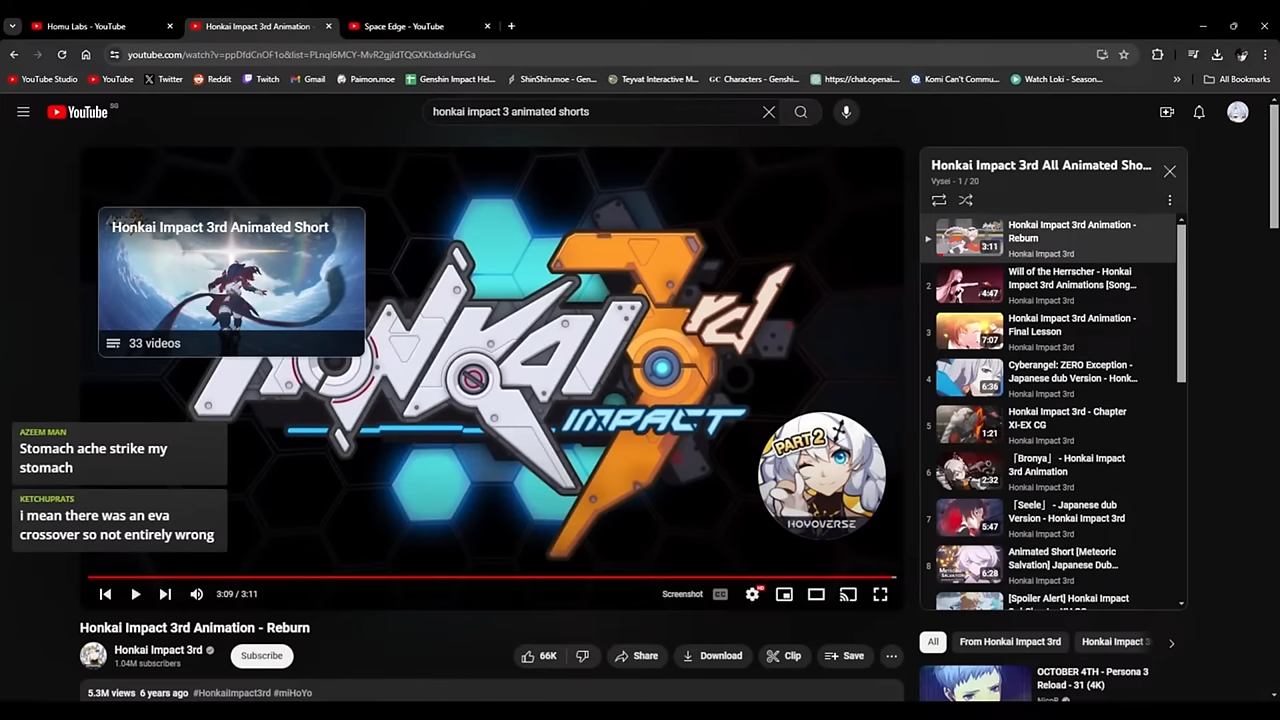 Homu Labs - YouTube
Honkai Impact 3rd Animation -
Space Edge - YouTube
youtube.com/watch?v=ppDfdCnOF1o&list=PLnql6MCY-MvR2gjIdTQGXKlxtkdrluFGa
YouTube Studio
YouTube
Twitter
Reddit
Twitch
Gmail
Paimon.moe
Genshin Impact Hel...
ShinShin.moe - Gen...
Teyvat Interactive M...
GC Characters - Genshi...
https://chat.openai...
Komi Can't Commu...
Watch Loki - Season...
All Bookmarks
YouTube SG
honkai impact 3 animated shorts
Honkai Impact 3rd Animated Short
33 videos
HONKAI
3rd
IMPACT
PART 2
HOYOVERSE
AZEEM MAN
Stomach ache strike my
stomach
KETCHUPRATS
i mean there was an eva
crossover so not entirely wrong
3:09 / 3:11
Screenshot
CC
HD
Honkai Impact 3rd Animation - Reburn
Honkai Impact 3rd
1.04M subscribers
Subscribe
66K
Share
Download
Clip
Save
5.3M views 6 years ago #HonkaiImpact3rd #miHoYo
Honkai Impact 3rd All Animated Sho...
Vysei - 1 / 20
3:11
Honkai Impact 3rd Animation -
Reburn
Honkai Impact 3rd
2
4:47
Will of the Herrscher - Honkai
Impact 3rd Animations [Song...
Honkai Impact 3rd
3
7:07
Honkai Impact 3rd Animation -
Final Lesson
Honkai Impact 3rd
4
6:36
Cyberangel: ZERO Exception -
Japanese dub Version - Honk...
Honkai Impact 3rd
5
1:21
Honkai Impact 3rd - Chapter
XI-EX CG
Honkai Impact 3rd
6
2:32
「Bronya」 - Honkai Impact
3rd Animation
Honkai Impact 3rd
7
5:47
「Seele」 - Japanese dub
Version - Honkai Impact 3rd
Honkai Impact 3rd
8
6:28
Animated Short [Meteoric
Salvation] Japanese Dub...
Honkai Impact 3rd
[Spoiler Alert] Honkai Impact
All
From Honkai Impact 3rd
Honkai Impact 3
OCTOBER 4TH - Persona 3
Reload - 31 (4K)